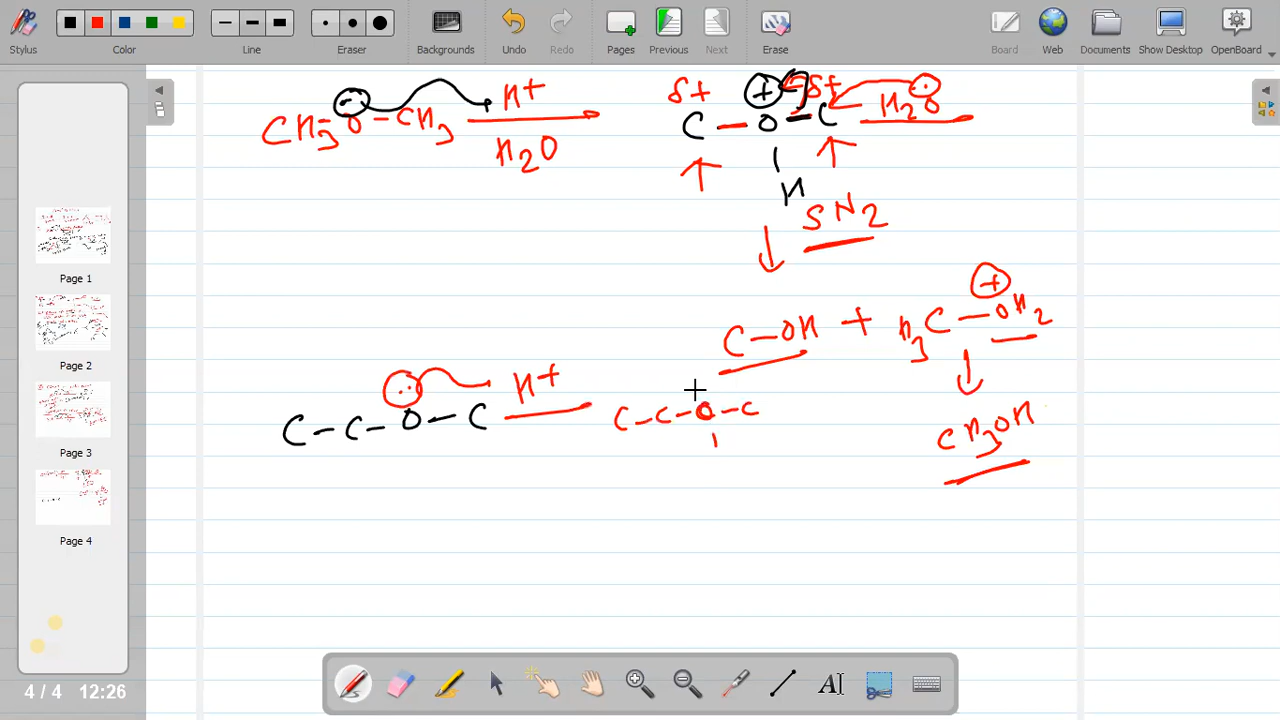 Stylus Color Line Eraser Backgrounds Undo Redo Pages Previous Next Erase Board Web Documents Show Desktop OpenBoard
Page 1
Page 2
Page 3
Page 4
4 / 4 12:26
CH3-O-CH3 H+
H2O
δ+ + δ+
C-O-C H2O
H
SN2
C-OH + H3C-OH2
+
CH3OH
C-C-O-C H+ C-C-O-C